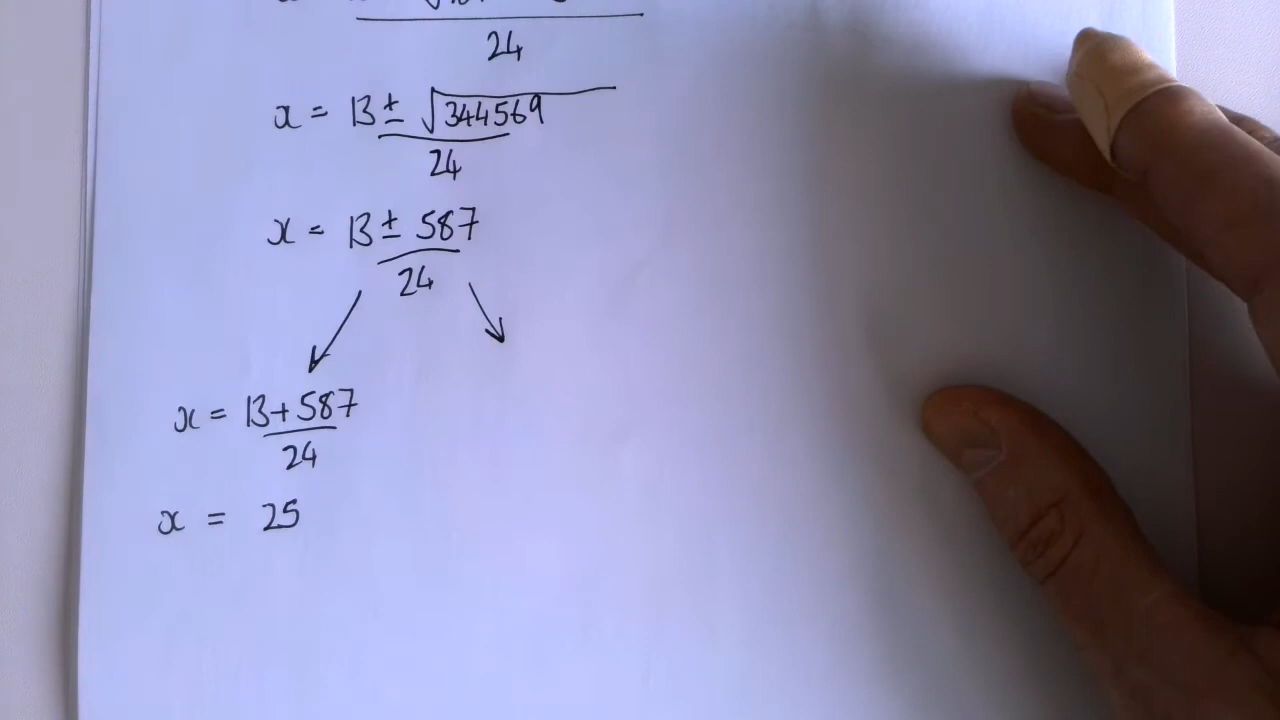 24
x = 13 ± √344569
24
x = 13 ± 587
24
x = 13 + 587
24
x = 25